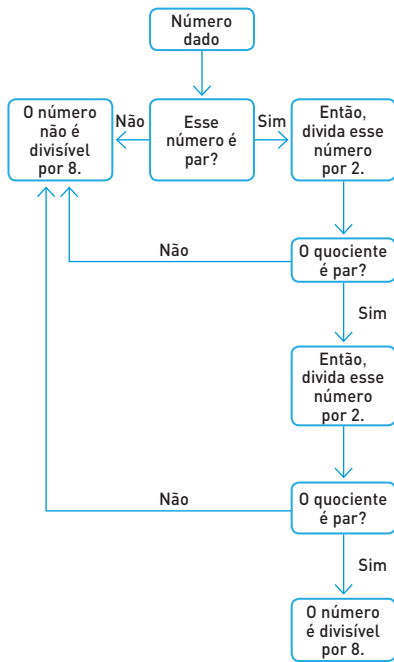 Número
dado
O número
não é
divisível
por 8.
Não
Esse
número é
par?
Sim
Então,
divida esse
número
por 2.
Não
O quociente
é par?
Sim
Então,
divida esse
número
por 2.
Não
O quociente
é par?
Sim
O número
é divisível
por 8.